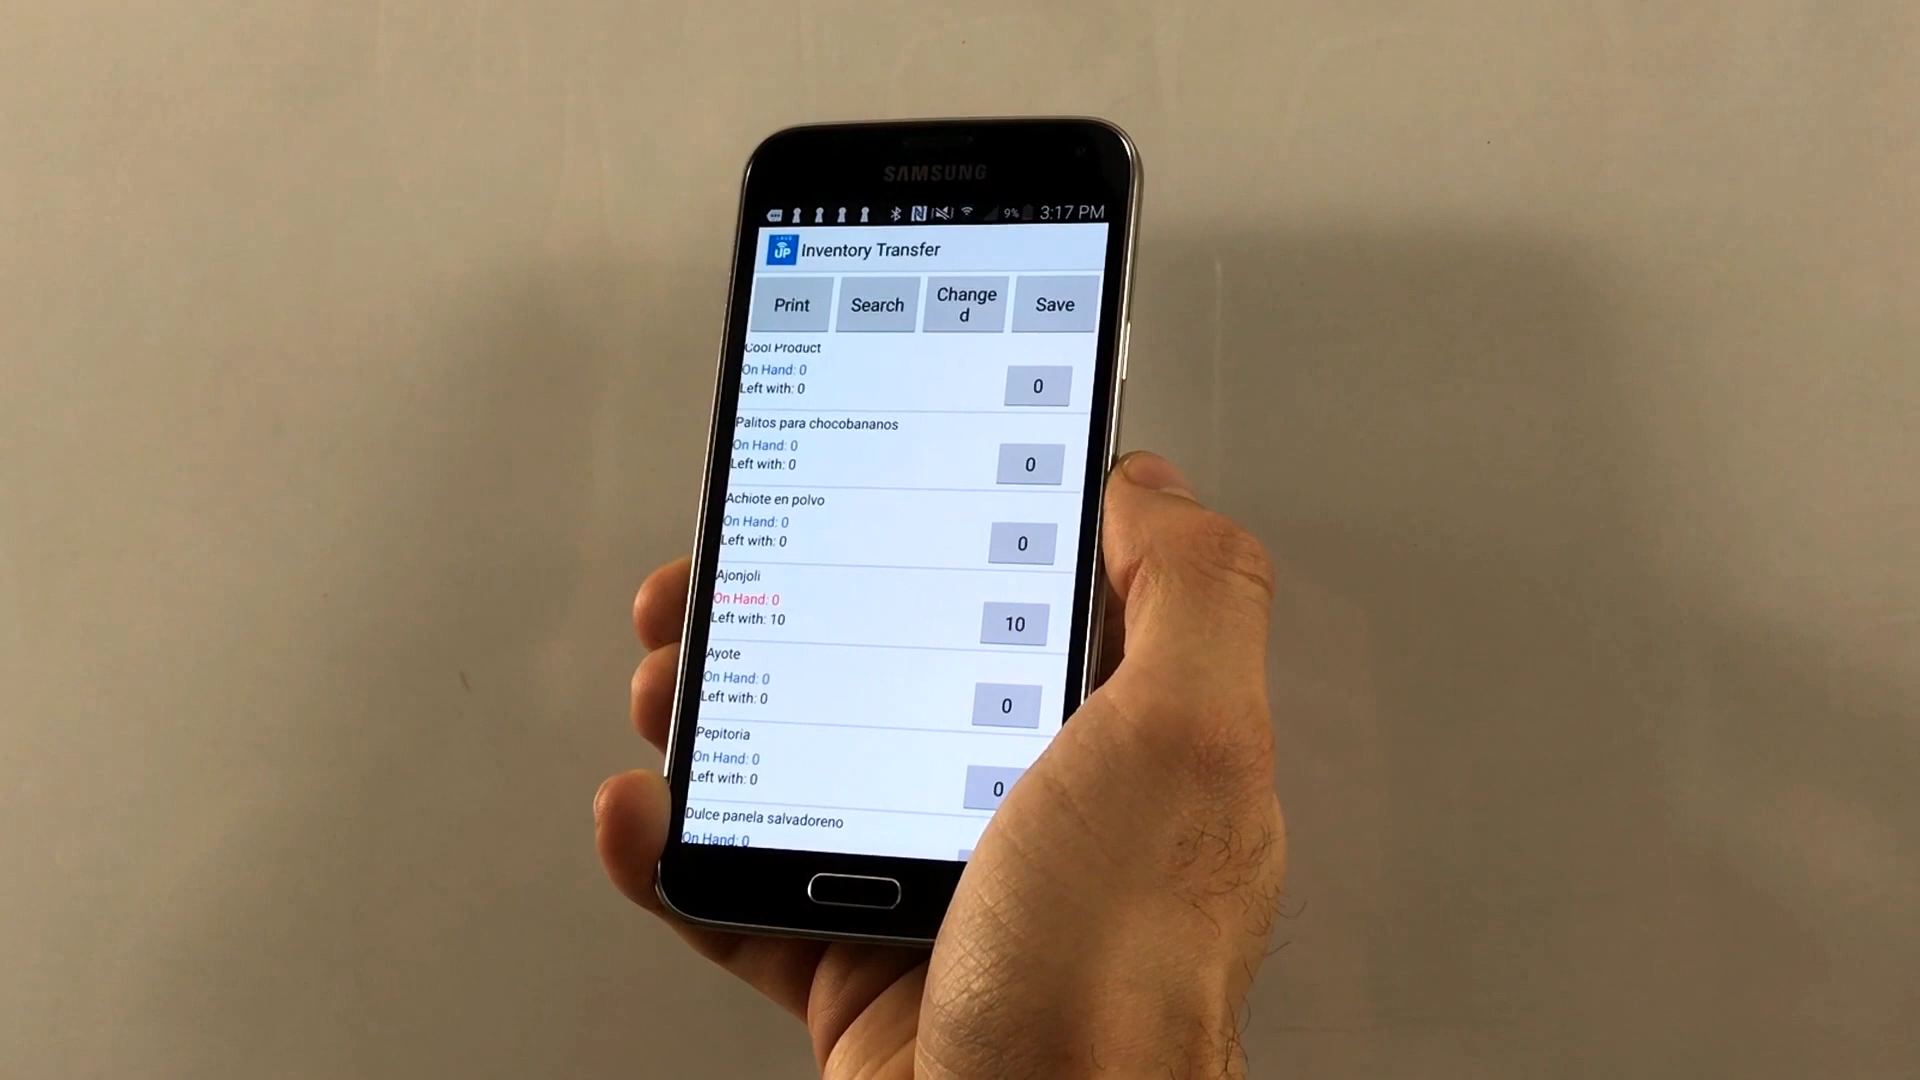 SAMSUNG
9% 3:17 PM
UP Inventory Transfer
Print Search Change
d Save
Cool Product
On Hand: 0
Left with: 0
0
Palitos para chocobananos
On Hand: 0
Left with: 0
0
Achiote en polvo
On Hand: 0
Left with: 0
0
Ajonjoli
On Hand: 0
Left with: 10
10
Ayote
On Hand: 0
Left with: 0
0
Pepitoria
On Hand: 0
Left with: 0
0
Dulce panela salvadoreno
On Hand: 0